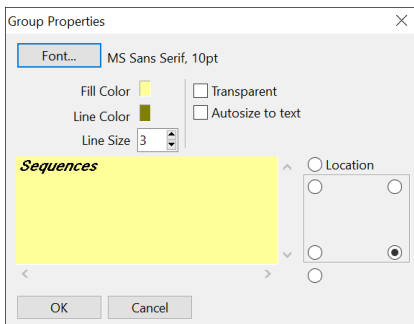 Group Properties
Font... MS Sans Serif, 10pt
Fill Color Transparent
Line Color Autosize to text
Line Size 3
Sequences Location
OK Cancel